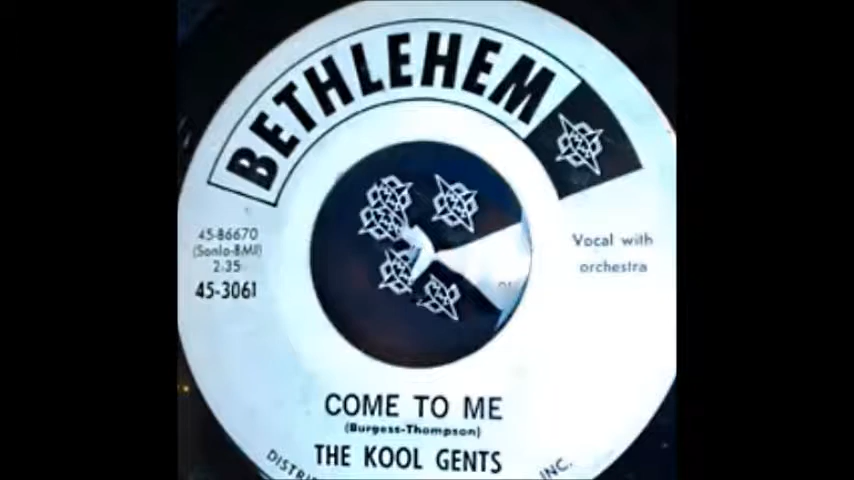 BETHLEHEM
45-86670
(Sonlo-BMI)
2-35
45-3061
Vocal with
orchestra
COME TO ME
(Burgess-Thompson)
THE KOOL GENTS
INC.